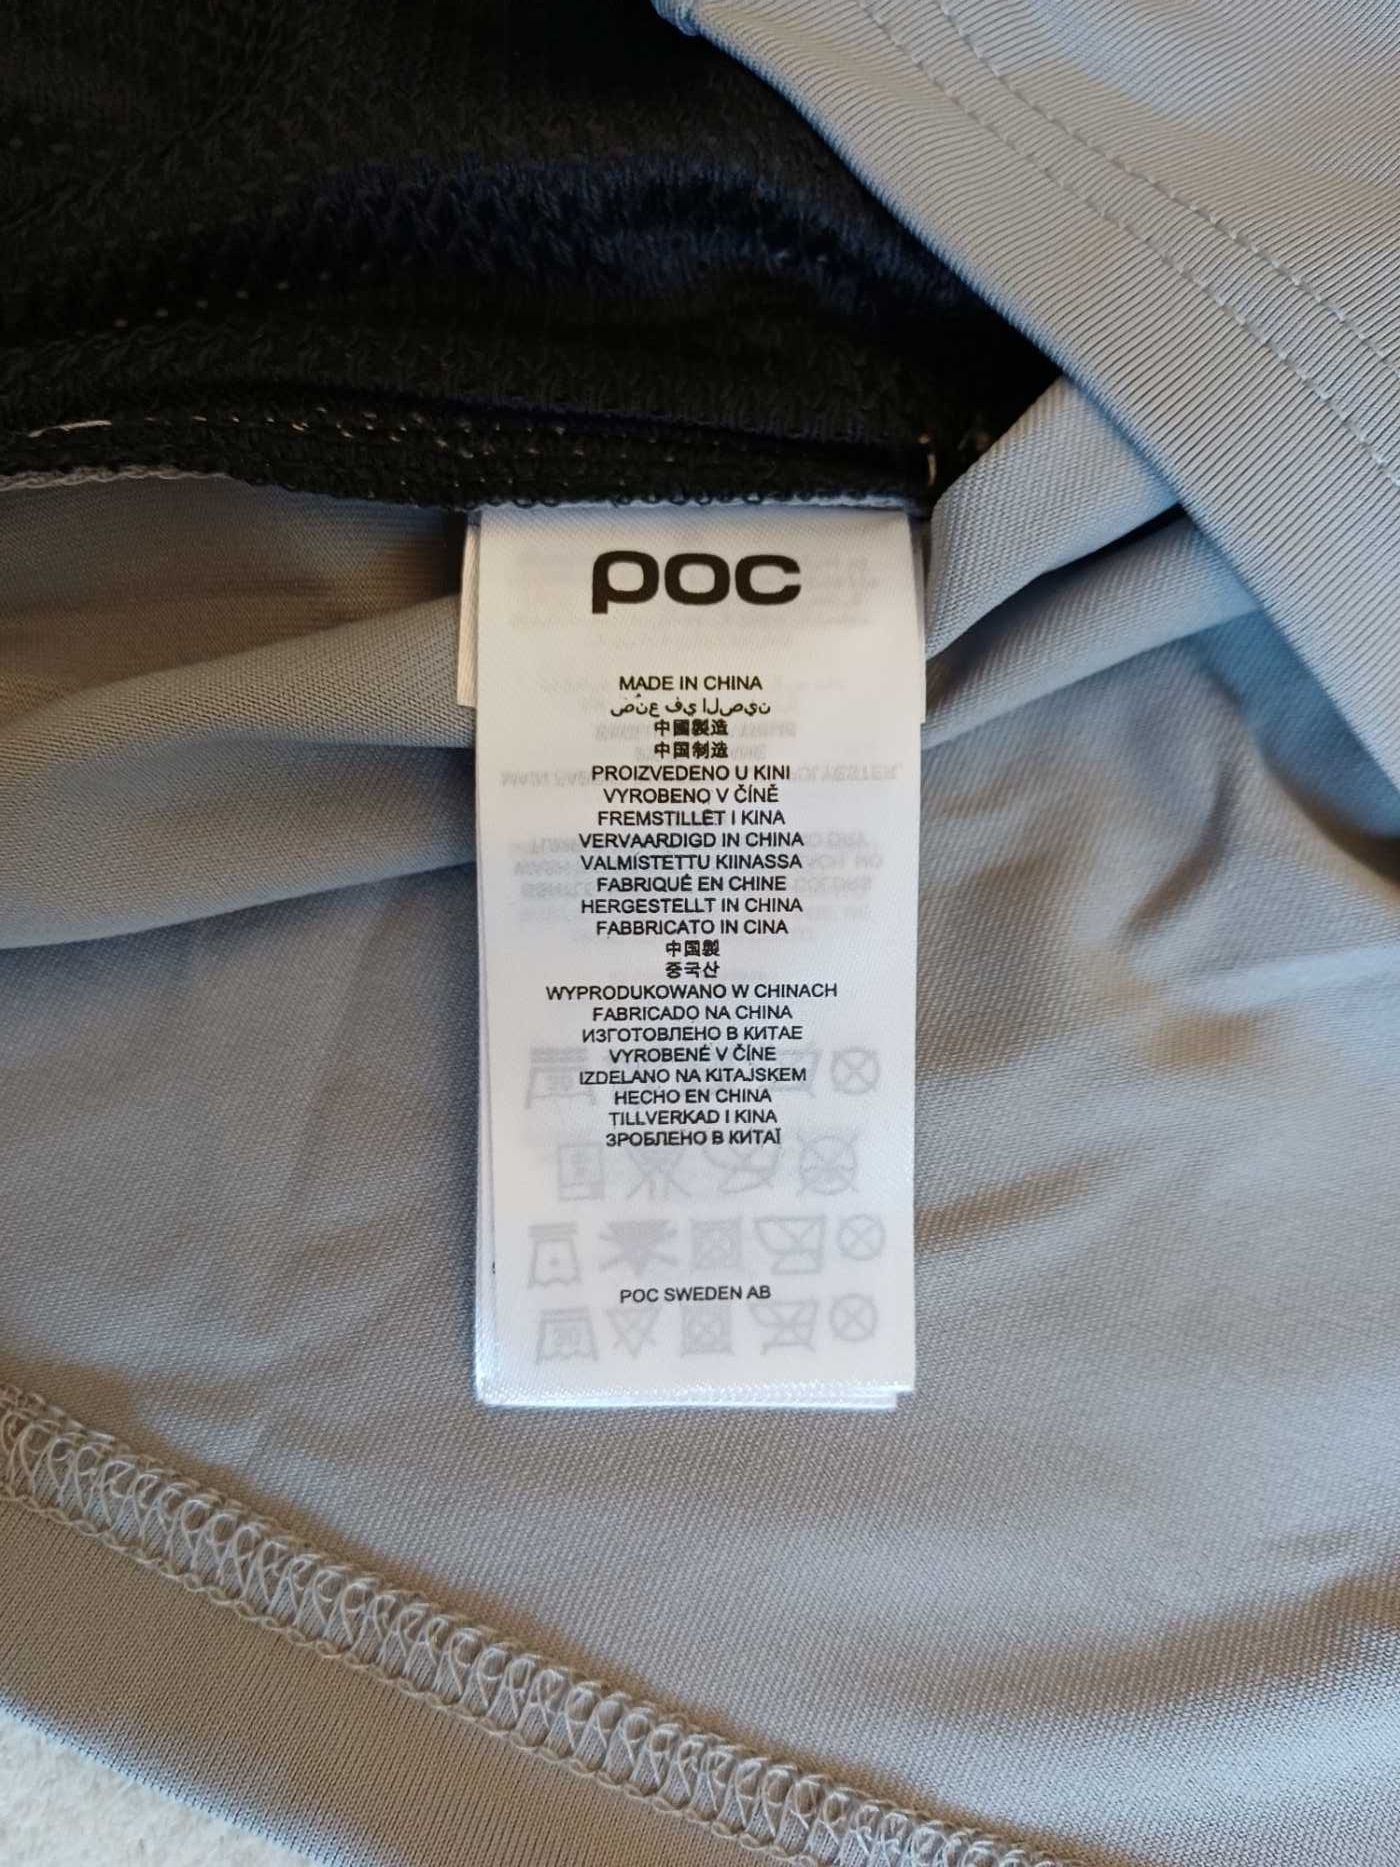 POC
MADE IN CHINA
صُنع في الصين
中國製造
中国制造
PROIZVEDENO U KINI
VYROBENO V ČÍNĚ
FREMSTILLET I KINA
VERVAARDIGD IN CHINA
VALMISTETTU KIINASSA
FABRIQUÉ EN CHINE
HERGESTELLT IN CHINA
FABBRICATO IN CINA
中国製
중국산
WYPRODUKOWANO W CHINACH
FABRICADO NA CHINA
ИЗГОТОВЛЕНО В КИТАЕ
VYROBENÉ V ČÍNE
IZDELANO NA KITAJSKEM
HECHO EN CHINA
TILLVERKAD I KINA
ЗРОБЛЕНО В КИТАЇ
POC SWEDEN AB